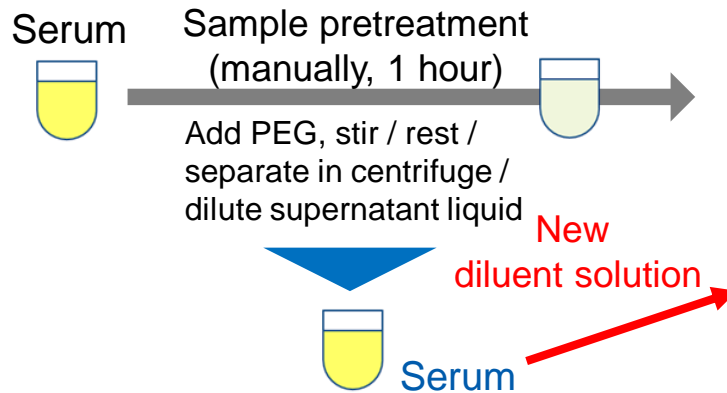 Serum
Sample pretreatment
(manually, 1 hour)
Add PEG, stir / rest /
separate in centrifuge /
dilute supernatant liquid
New
diluent solution
Serum